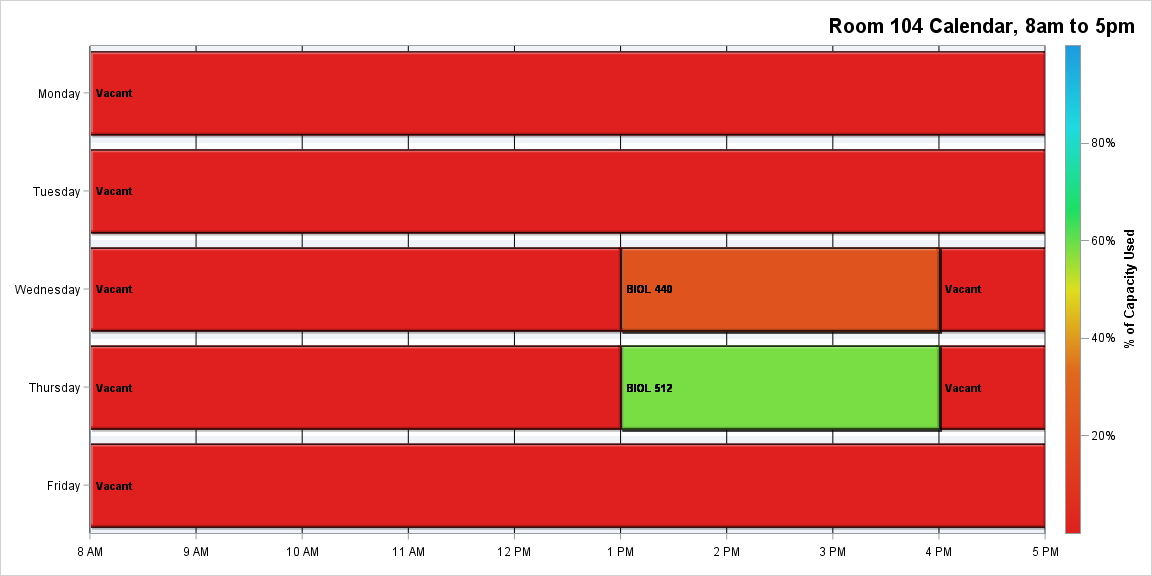 Room 104 Calendar, 8am to 5pm
Monday
Vacant
Tuesday
Vacant
Wednesday
Vacant
BIOL 440
Vacant
Thursday
Vacant
BIOL 512
Vacant
Friday
Vacant
8 AM
9 AM
10 AM
11 AM
12 PM
1 PM
2 PM
3 PM
4 PM
5 PM
80%
60%
40%
20%
% of Capacity Used